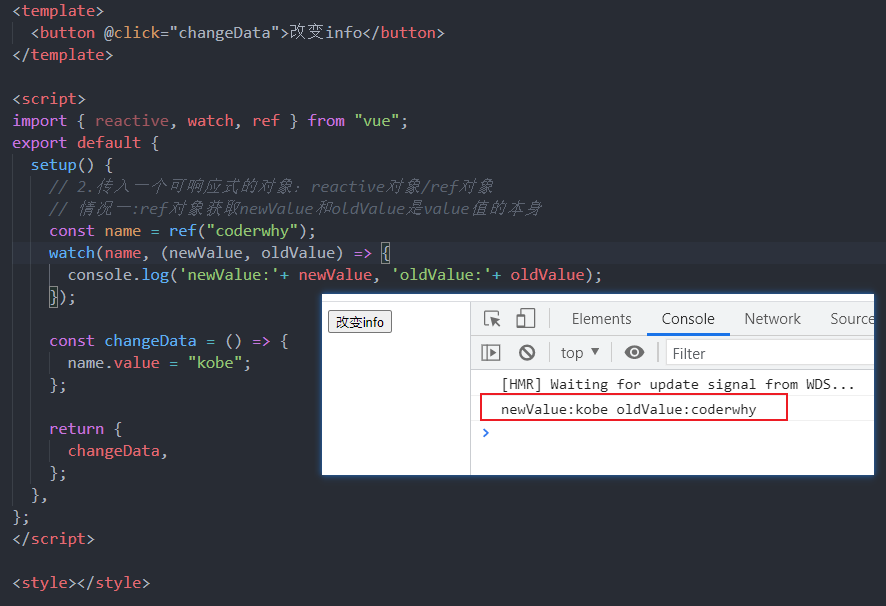 <template>
<button @click="changeData">改变info</button>
</template>
<script>
import { reactive, watch, ref } from "vue";
export default {
setup() {
// 2.传入一个可响应式的对象: reactive对象/ref对象
// 情况一:ref对象获取newValue和oldValue是value值的本身
const name = ref("coderwhy");
watch(name, (newValue, oldValue) => {
console.log('newValue:'+ newValue, 'oldValue:'+ oldValue);
});
const changeData = () => {
name.value = "kobe";
};
return {
changeData,
};
},
};
</script>
<style></style>
改变info
Elements Console Network Source
top ▼ Filter
[HMR] Waiting for update signal from WDS...
newValue:kobe oldValue:coderwhy
>